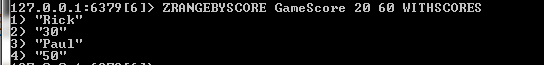 127.0.0.1:6379[6]> ZRANGEBYSCORE GameScore 20 60 WITHSCORES
1) "Rick"
2) "30"
3) "Paul"
4) "50"